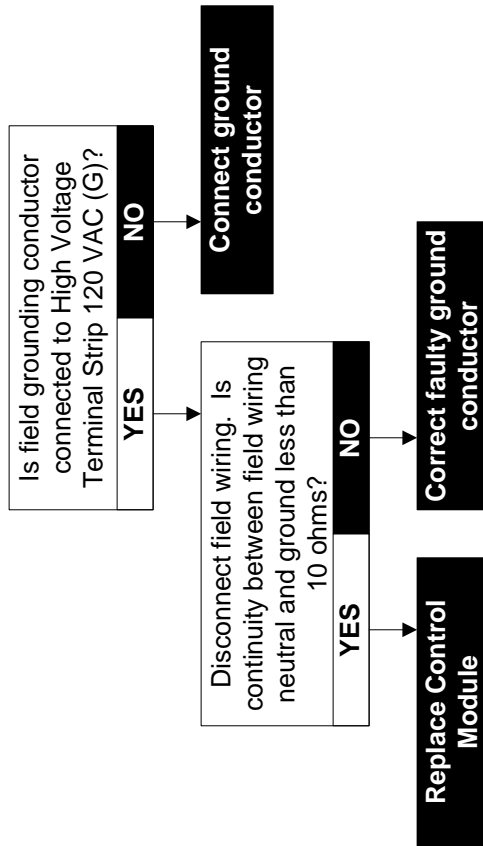 Is field grounding conductor
connected to High Voltage
Terminal Strip 120 VAC (G)?
YES
NO
Connect ground
conductor
Disconnect field wiring.  Is
continuity between field wiring
neutral and ground less than
10 ohms?
YES
NO
Replace Control
Module
Correct faulty ground
conductor